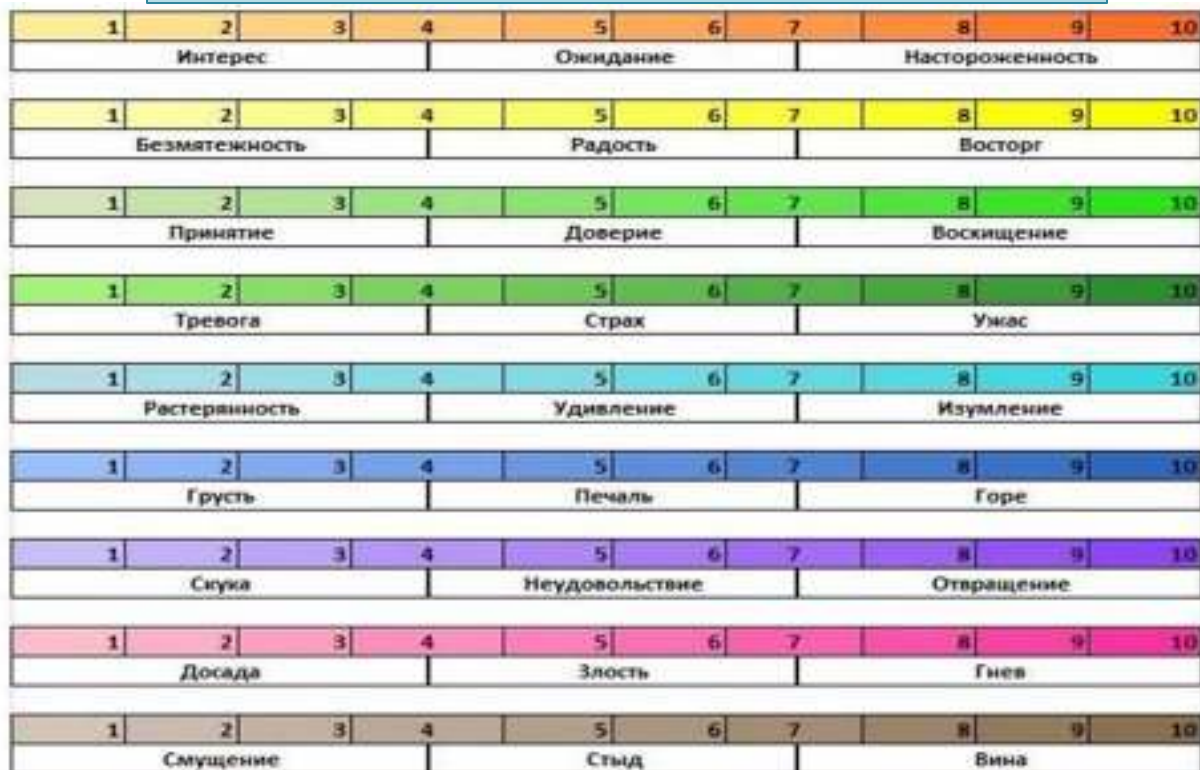 1 2 3 4 5 6 7 8 9 10
Интерес Ожидание Настороженность
1 2 3 4 5 6 7 8 9 10
Безмятежность Радость Восторг
1 2 3 4 5 6 7 8 9 10
Принятие Доверие Восхищение
1 2 3 4 5 6 7 8 9 10
Тревога Страх Ужас
1 2 3 4 5 6 7 8 9 10
Растерянность Удивление Изумление
1 2 3 4 5 6 7 8 9 10
Грусть Печаль Горе
1 2 3 4 5 6 7 8 9 10
Скука Неудовольствие Отвращение
1 2 3 4 5 6 7 8 9 10
Досада Злость Гнев
1 2 3 4 5 6 7 8 9 10
Смущение Стыд Вина